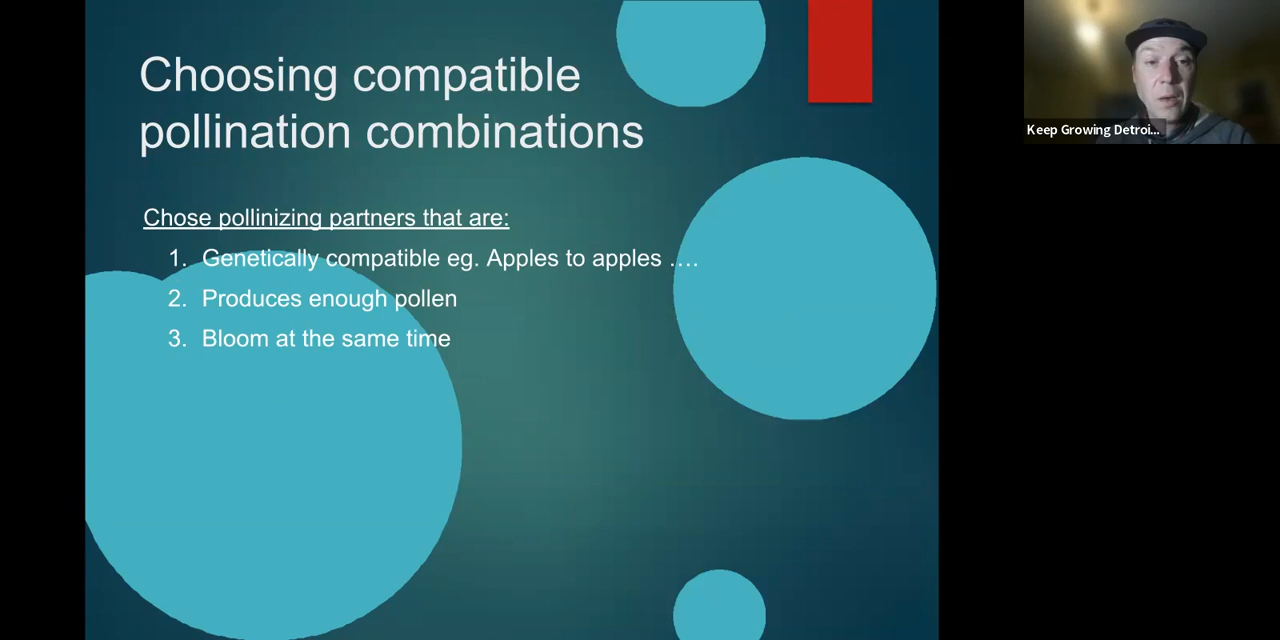 Choosing compatible
pollination combinations
Chose pollinizing partners that are:
1. Genetically compatible eg. Apples to apples ....
2. Produces enough pollen
3. Bloom at the same time
Keep Growing Detroi...